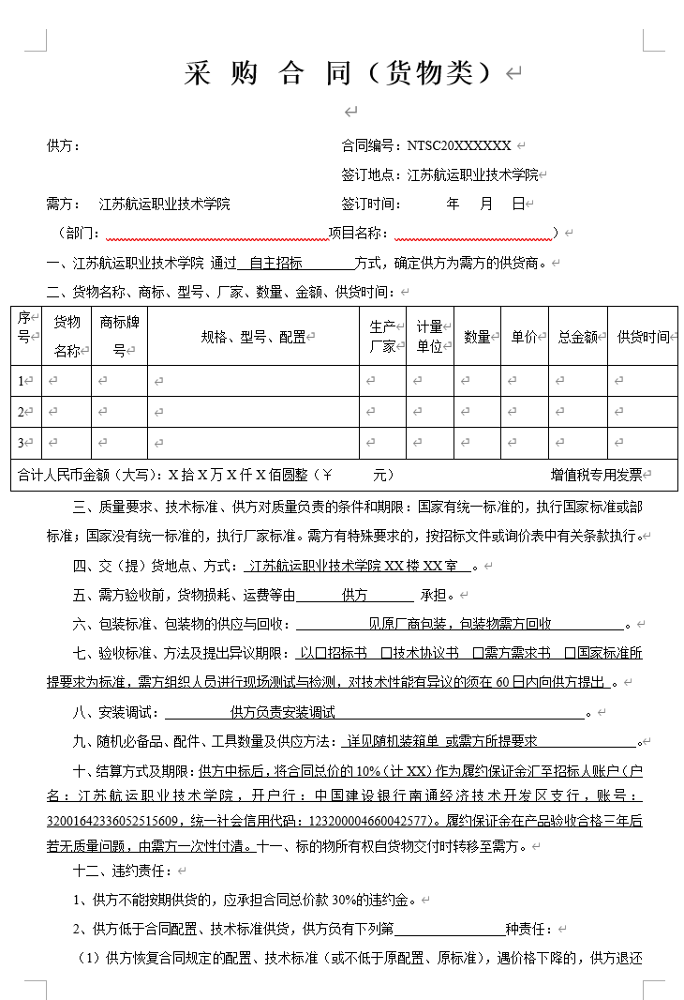 采 购 合 同（货物类）
供方： 合同编号：NTSC20XXXXXX
签订地点：江苏航运职业技术学院
需方： 江苏航运职业技术学院 签订时间： 年 月 日
（部门： 项目名称： ）
一、江苏航运职业技术学院 通过 自主招标 方式，确定供方为需方的供货商。
二、货物名称、商标、型号、厂家、数量、金额、供货时间：
序号 货物名称 商标牌号 规格、型号、配置 生产厂家 计量单位 数量 单价 总金额 供货时间
1
2
3
合计人民币金额（大写）：X 拾 X 万 X 仟 X 佰圆整（￥ 元） 增值税专用发票
三、质量要求、技术标准、供方对质量负责的条件和期限：国家有统一标准的，执行国家标准或部
标准；国家没有统一标准的，执行厂家标准。需方有特殊要求的，按招标文件或询价表中有关条款执行。
四、交（提）货地点、方式： 江苏航运职业技术学院 XX 楼 XX 室 。
五、需方验收前，货物损耗、运费等由 供方 承担。
六、包装标准、包装物的供应与回收： 见原厂商包装，包装物需方回收 。
七、验收标准、方法及提出异议期限： 以□招标书 □技术协议书 □需方需求书 □国家标准所
提要求为标准，需方组织人员进行现场测试与检测，对技术性能有异议的须在 60 日内向供方提出 。
八、安装调试： 供方负责安装调试 。
九、随机必备品、配件、工具数量及供应方法： 详见随机装箱单 或需方所提要求 。
十、结算方式及期限：供方中标后，将合同总价的 10%（计 XX）作为履约保证金汇至招标人账户（户
名：江苏航运职业技术学院，开户行：中国建设银行南通经济技术开发区支行，账号：
32001642336052515609，统一社会信用代码：123200004660042577）。履约保证金在产品验收合格三年后
若无质量问题，由需方一次性付清。十一、标的物所有权自货物交付时转移至需方。
十二、违约责任：
1、供方不能按期供货的，应承担合同总价款 30%的违约金。
2、供方低于合同配置、技术标准供货，供方负有下列第 种责任：
（1）供方恢复合同规定的配置、技术标准（或不低于原配置、原标准），遇价格下降的，供方退还